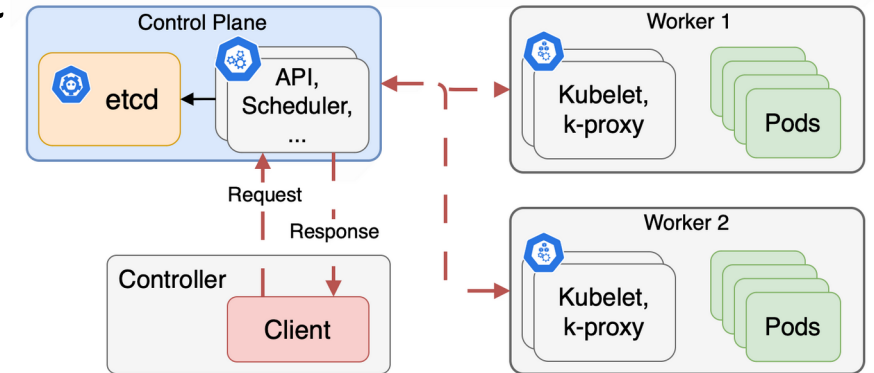 Control Plane
etcd
API,
Scheduler,
...
Request
Response
Controller
Client
Worker 1
Kubelet,
k-proxy
Pods
Worker 2
Kubelet,
k-proxy
Pods